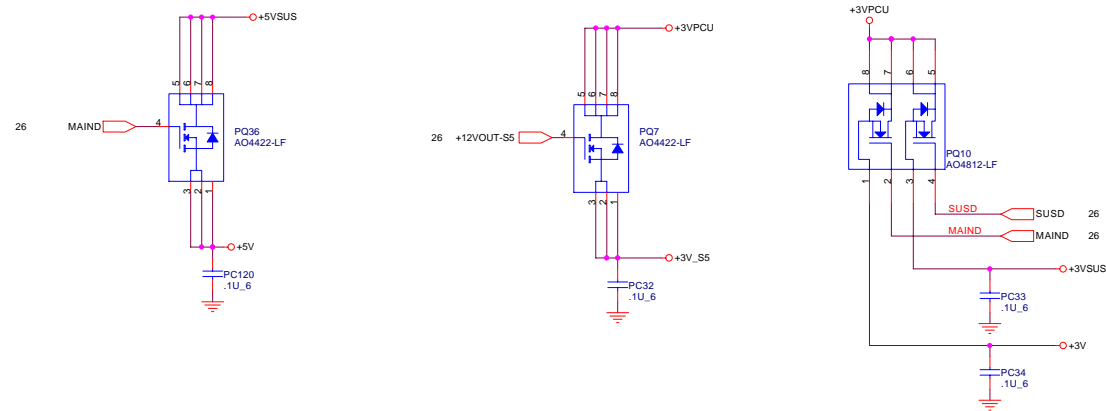 +5VSUS
5
6
7
8
26
MAIND
4
PQ36
AO4422-LF
3
2
1
+5V
PC120
.1U_6
+3VPCU
5
6
7
8
26
+12VOUT-S5
4
PQ7
AO4422-LF
3
2
1
+3V_S5
PC32
.1U_6
+3VPCU
8
7
6
5
PQ10
AO4812-LF
1
2
3
4
SUSD
SUSD
26
MAIND
MAIND
26
+3VSUS
PC33
.1U_6
+3V
PC34
.1U_6